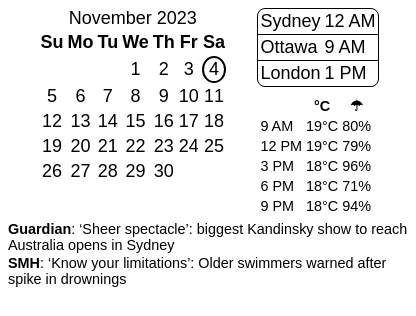 November 2023
Su Mo Tu We Th Fr Sa
1 2 3 4
5 6 7 8 9 10 11
12 13 14 15 16 17 18
19 20 21 22 23 24 25
26 27 28 29 30
Sydney 12 AM
Ottawa 9 AM
London 1 PM
°C ☂
9 AM 19°C 80%
12 PM 19°C 79%
3 PM 18°C 96%
6 PM 18°C 71%
9 PM 18°C 94%
Guardian: ‘Sheer spectacle’: biggest Kandinsky show to reach
Australia opens in Sydney
SMH: ‘Know your limitations’: Older swimmers warned after
spike in drownings